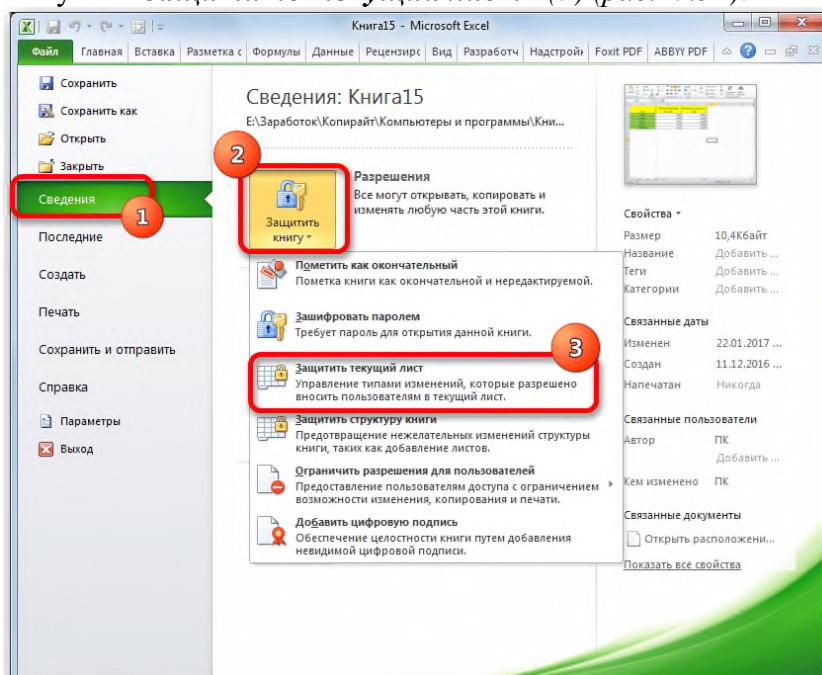 Книга15 - Microsoft Excel
Файл Главная Вставка Разметка с Формулы Данные Рецензирс Вид Разработч Надстройи Foxit PDF ABBYY PDF
Сохранить
Сохранить как
Открыть
Закрыть
Сведения
1
Последние
Создать
Печать
Сохранить и отправить
Справка
Параметры
Выход
Сведения: Книга15
E:\Заработок\Копирайт\Компьютеры и программы\Кни...
2
Защитить
книгу
Разрешения
Все могут открывать, копировать и
изменять любую часть этой книги.
Пометить как окончательный
Пометка книги как окончательной и нередактируемой.
Зашифровать паролем
Требует пароль для открытия данной книги.
3
Защитить текущий лист
Управление типами изменений, которые разрешено
вносить пользователям в текущий лист.
Защитить структуру книги
Предотвращение нежелательных изменений структуры
книги, таких как добавление листов.
Ограничить разрешения для пользователей
Предоставление пользователям доступа с ограничением
возможности изменения, копирования и печати.
Добавить цифровую подпись
Обеспечение целостности книги путем добавления
невидимой цифровой подписи.
Свойства
Размер 10,4Кбайт
Название Добавить ...
Теги Добавить ...
Категории Добавить ...
Связанные даты
Изменен 22.01.2017 ...
Создан 11.12.2016 ...
Напечатан Никогда
Связанные пользователи
Автор ПК
Добавить ...
Кем изменено ПК
Связанные документы
Открыть расположени...
Показать все свойства